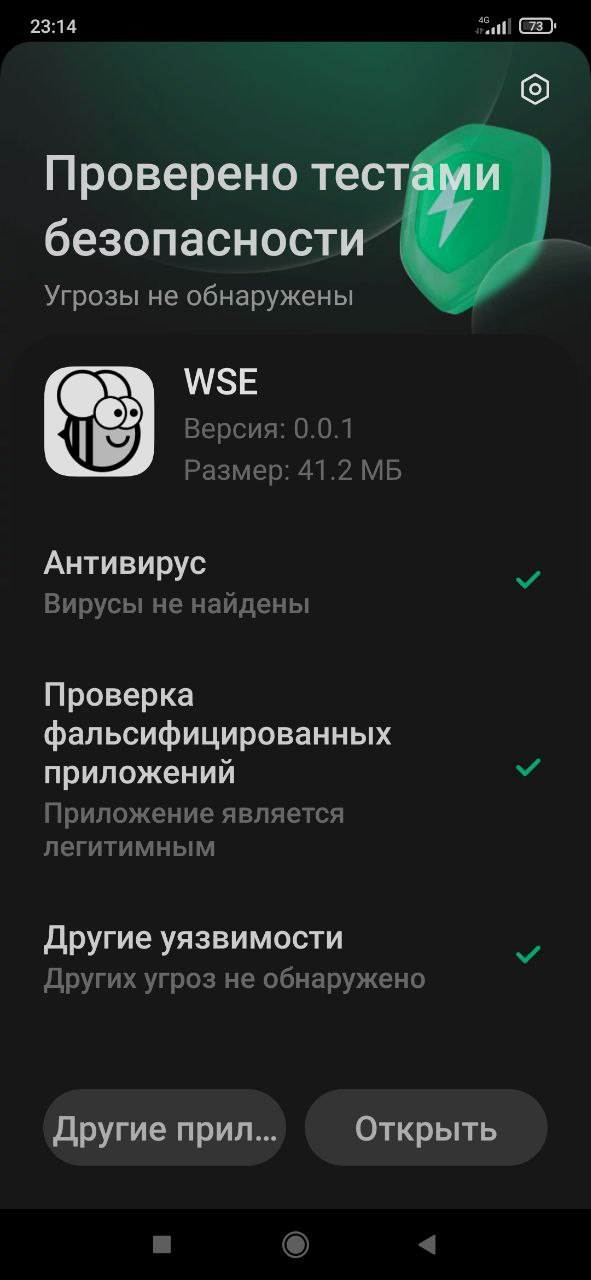 23:14
4G
73
Проверено тестами
безопасности
Угрозы не обнаружены
WSE
Версия: 0.0.1
Размер: 41.2 МБ
Антивирус
Вирусы не найдены
Проверка
фальсифицированных
приложений
Приложение является
легитимным
Другие уязвимости
Других угроз не обнаружено
Другие прил...
Открыть